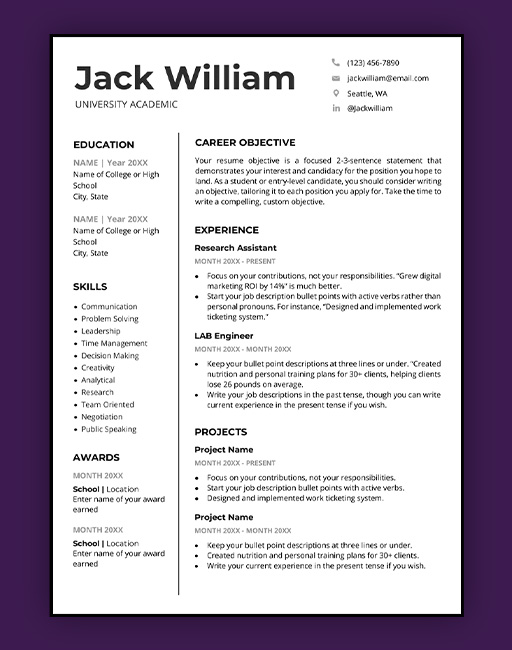 Jack William
UNIVERSITY ACADEMIC
(123) 456-7890
jackwilliam@email.com
Seattle, WA
@Jackwilliam
EDUCATION
NAME | Year 20XX
Name of College or High
School
City, State
NAME | Year 20XX
Name of College or High
School
City, State
SKILLS
• Communication
• Problem Solving
• Leadership
• Time Management
• Decision Making
• Creativity
• Analytical
• Research
• Team Oriented
• Negotiation
• Public Speaking
AWARDS
MONTH 20XX
School | Location
Enter name of your award
earned
MONTH 20XX
School | Location
Enter name of your award
earned
CAREER OBJECTIVE
Your resume objective is a focused 2-3-sentence statement that
demonstrates your interest and candidacy for the position you hope to
land. As a student or entry-level candidate, you should consider writing
an objective, tailoring it to each position you apply for. Take the time to
write a compelling, custom objective.
EXPERIENCE
Research Assistant
MONTH 20XX - PRESENT
• Focus on your contributions, not your responsibilities. "Grew digital
marketing ROI by 14%" is much better.
• Start your job description bullet points with active verbs rather than
personal pronouns. For instance, "Designed and implemented work
ticketing system."
LAB Engineer
MONTH 20XX - MONTH 20XX
• Keep your bullet point descriptions at three lines or under. "Created
nutrition and personal training plans for 30+ clients, helping clients
lose 26 pounds on average.
• Write your job descriptions in the past tense, though you can write
current experience in the present tense if you wish.
PROJECTS
Project Name
MONTH 20XX - PRESENT
• Focus on your contributions, not your responsibilities.
• Start your job description bullet points with active verbs.
• Designed and implemented work ticketing system.
Project Name
MONTH 20XX - MONTH 20XX
• Keep your bullet point descriptions at three lines or under.
• Created nutrition and personal training plans for 30+ clients.
• Write your current experience in the present tense if you wish.